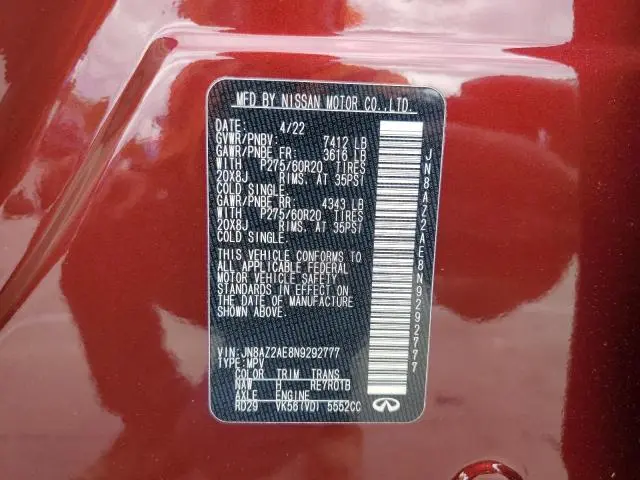 MFD BY NISSAN MOTOR CO.,LTD.
DATE: 4/22
GVWR/PNBV: 7412 LB
GAWR/PNBE FR: 3616 LB
WITH P275/60R20 TIRES
20X8J RIMS, AT 35PSI
COLD SINGLE
GAWR/PNBE RR: 4343 LB
WITH P275/60R20 TIRES
20X8J RIMS, AT 35PSI
COLD SINGLE
THIS VEHICLE CONFORMS TO
ALL APPLICABLE FEDERAL
MOTOR VEHICLE SAFETY
STANDARDS IN EFFECT ON
THE DATE OF MANUFACTURE
SHOWN ABOVE.
VIN: JN8AZ2AE8N9292777
TYPE: MPV
COLOR TRIM TRANS
NAW H RE7R01B
AXLE ENGINE
RD29 VK56(VD) 5552CC
JN8AZ2AE8N9292777